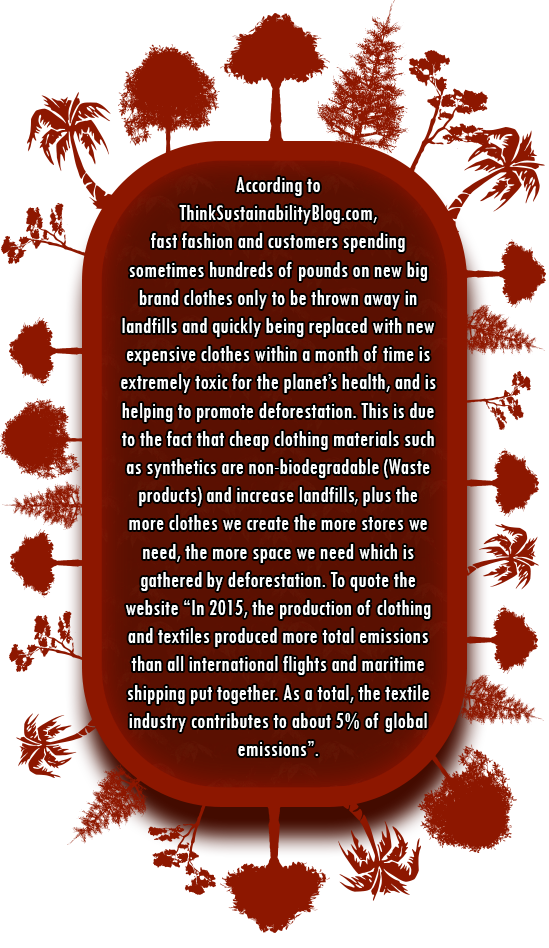 According to
ThinkSustainabilityBlog.com,
fast fashion and customers spending
sometimes hundreds of pounds on new big
brand clothes only to be thrown away in
landfills and quickly being replaced with new
expensive clothes within a month of time is
extremely toxic for the planet's health, and is
helping to promote deforestation. This is due
to the fact that cheap clothing materials such
as synthetics are non-biodegradable (Waste
products) and increase landfills, plus the
more clothes we create the more stores we
need, the more space we need which is
gathered by deforestation. To quote the
website “In 2015, the production of clothing
and textiles produced more total emissions
than all international flights and maritime
shipping put together. As a total, the textile
industry contributes to about 5% of global
emissions”.